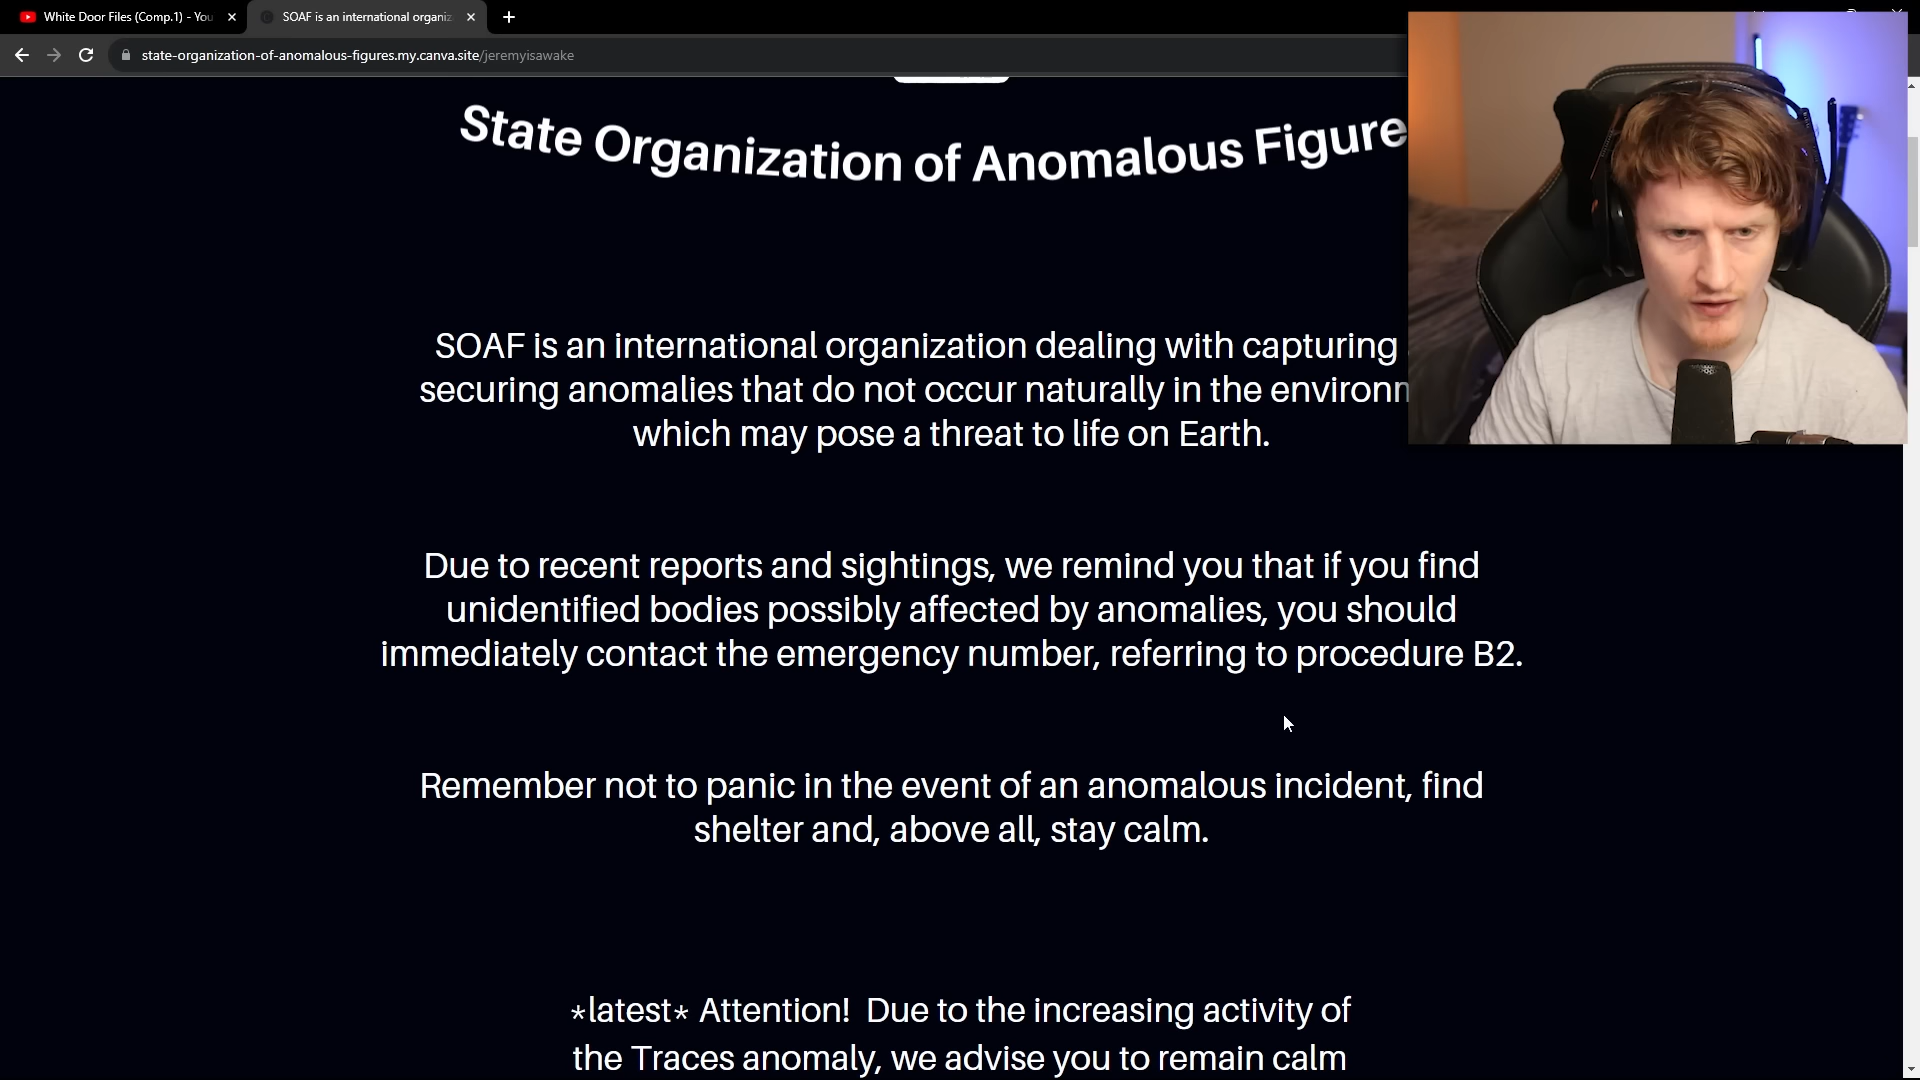 White Door Files (Comp.1) - You
SOAF is an international organiz
state-organization-of-anomalous-figures.my.canva.site/jeremyisawake
State Organization of Anomalous Figure
SOAF is an international organization dealing with capturing
securing anomalies that do not occur naturally in the environm
which may pose a threat to life on Earth.
Due to recent reports and sightings, we remind you that if you find
unidentified bodies possibly affected by anomalies, you should
immediately contact the emergency number, referring to procedure B2.
Remember not to panic in the event of an anomalous incident, find
shelter and, above all, stay calm.
*latest* Attention! Due to the increasing activity of
the Traces anomaly, we advise you to remain calm